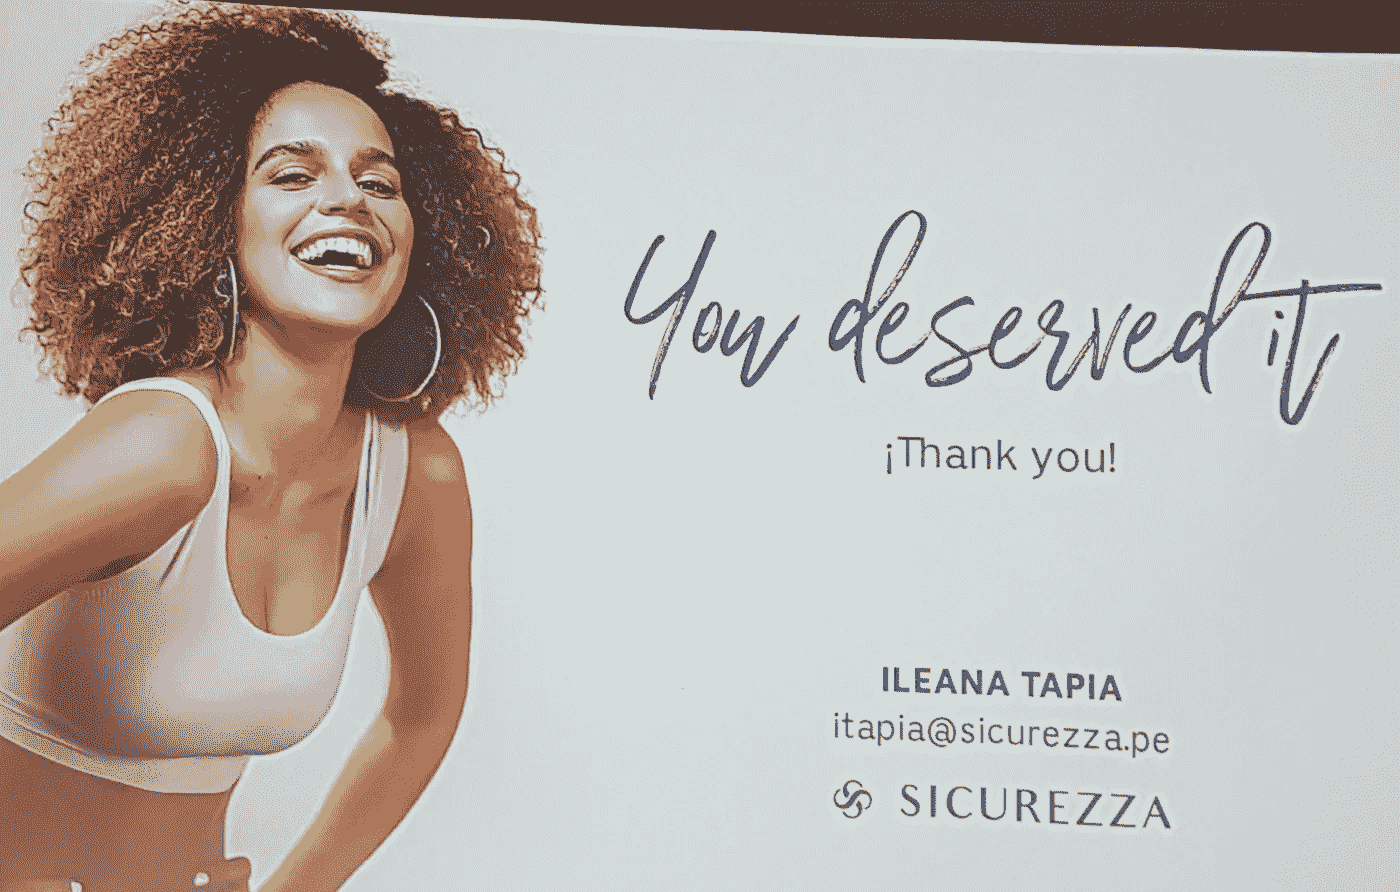 You deserved it
¡Thank you!
ILEANA TAPIA
itapia@sicurezza.pe
SICUREZZA